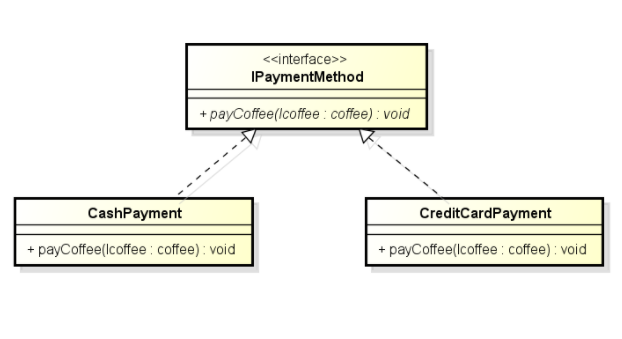 <<interface>>
IPaymentMethod
+ payCoffee(Icoffee : coffee) : void
CashPayment
+ payCoffee(Icoffee : coffee) : void
CreditCardPayment
+ payCoffee(Icoffee : coffee) : void